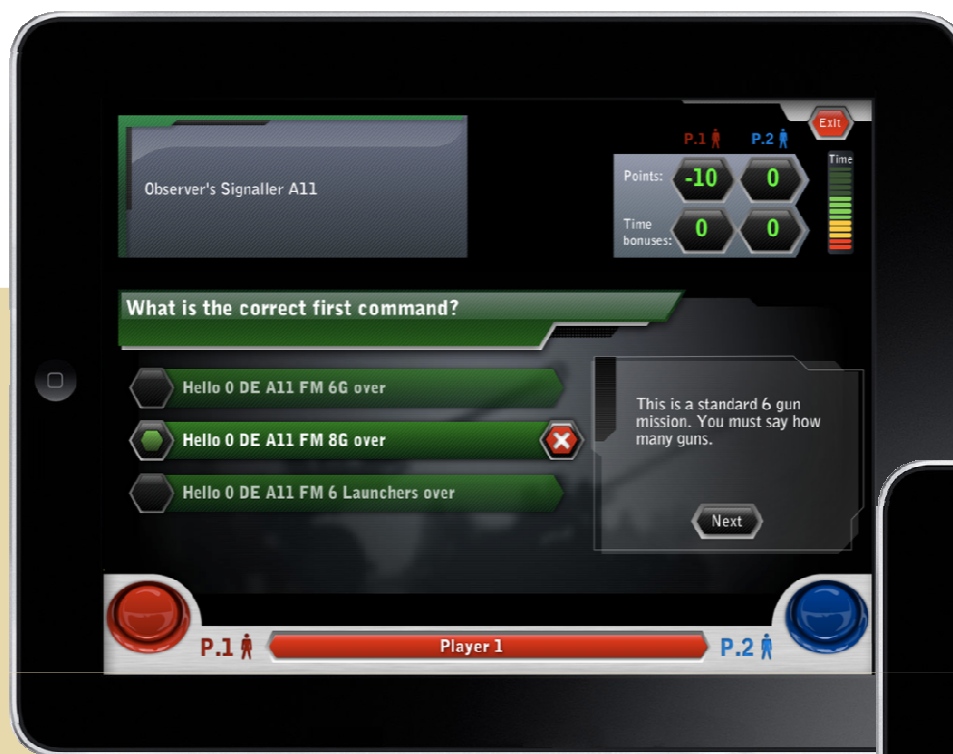 Exit
P.1 P.2
Time
Observer's Signaller A11
Points: -10 0
Time
bonuses: 0 0
What is the correct first command?
Hello 0 DE A11 FM 6G over
Hello 0 DE A11 FM 8G over
Hello 0 DE A11 FM 6 Launchers over
This is a standard 6 gun
mission. You must say how
many guns.
Next
P.1 Player 1 P.2